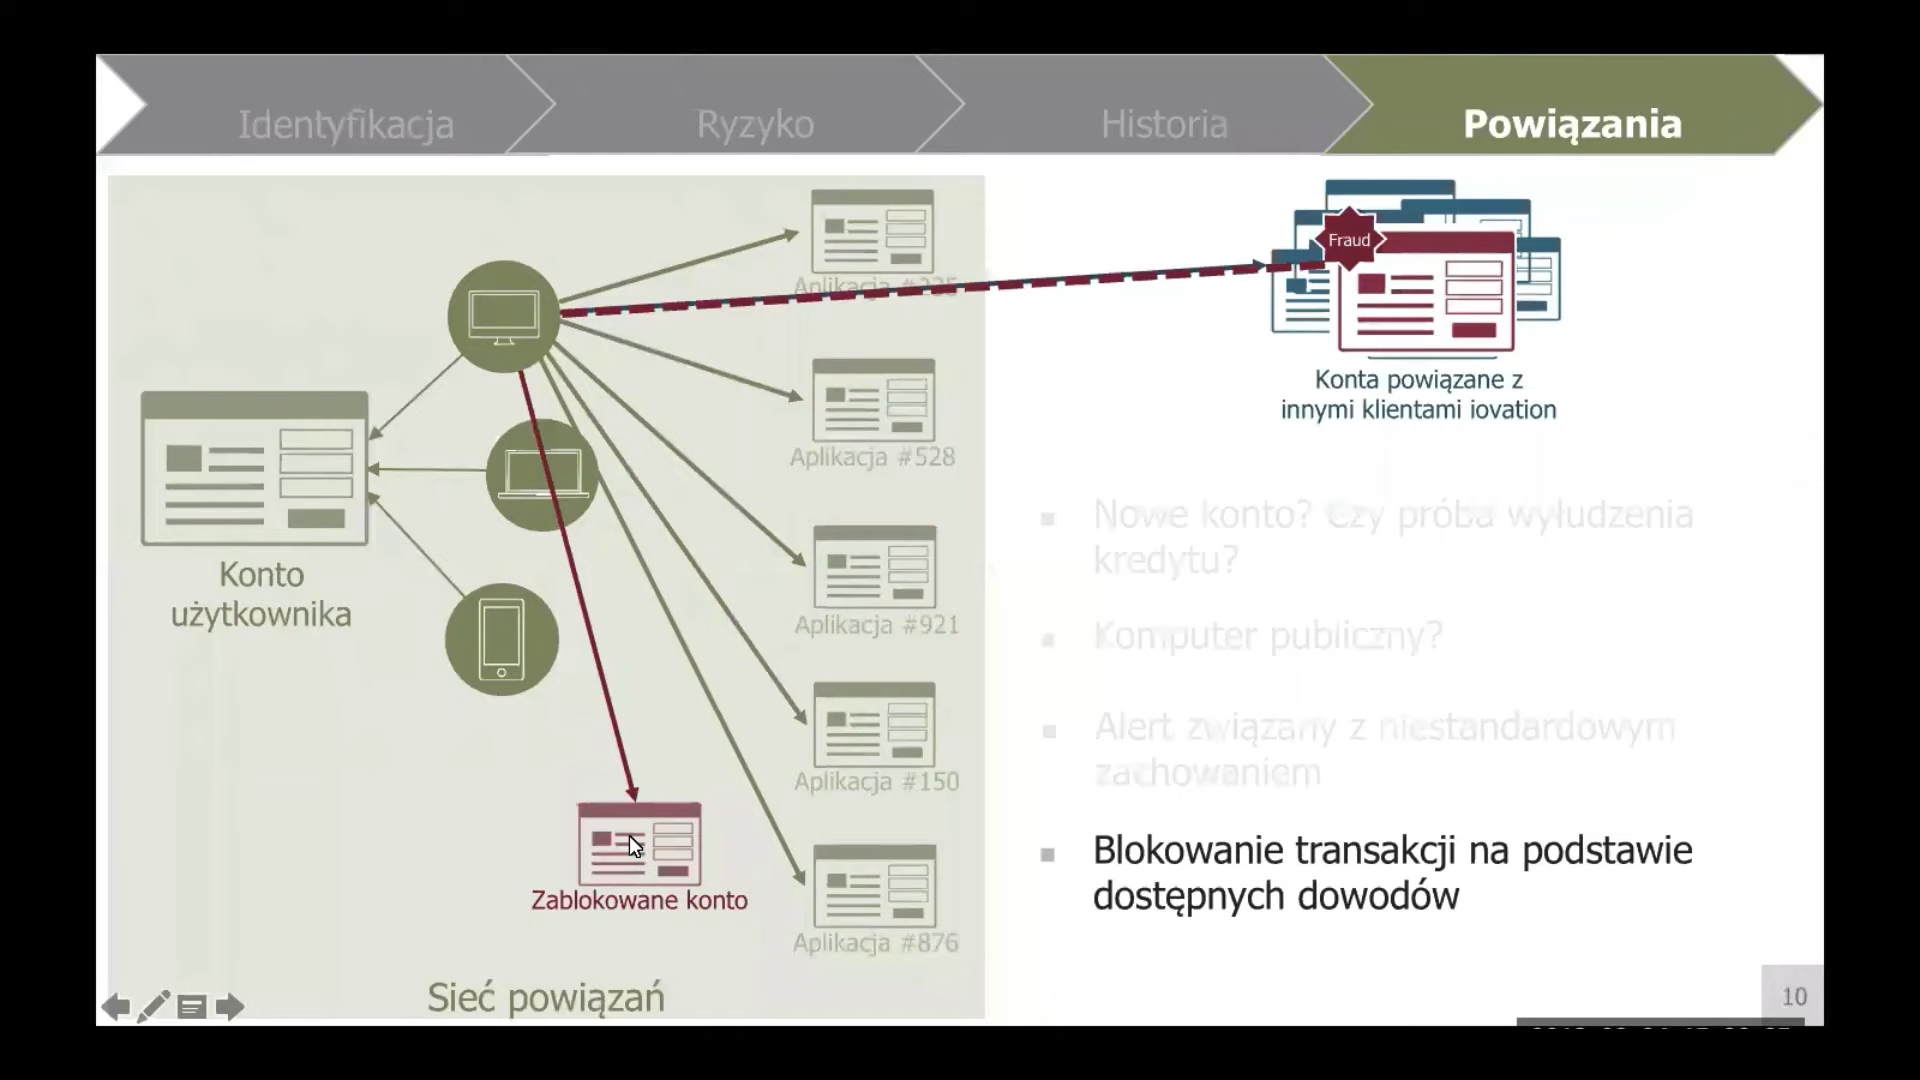 Identyfikacja
Ryzyko
Historia
Powiązania
Fraud
Konta powiązane z
innymi klientami iovation
Aplikacja #235
Aplikacja #528
Aplikacja #921
Aplikacja #150
Aplikacja #876
Konto
użytkownika
Zablokowane konto
Sieć powiązań
Nowe konto? Czy próba wyłudzenia
kredytu?
Komputer publiczny?
Alert związany z niestandardowym
zachowaniem
Blokowanie transakcji na podstawie
dostępnych dowodów
10